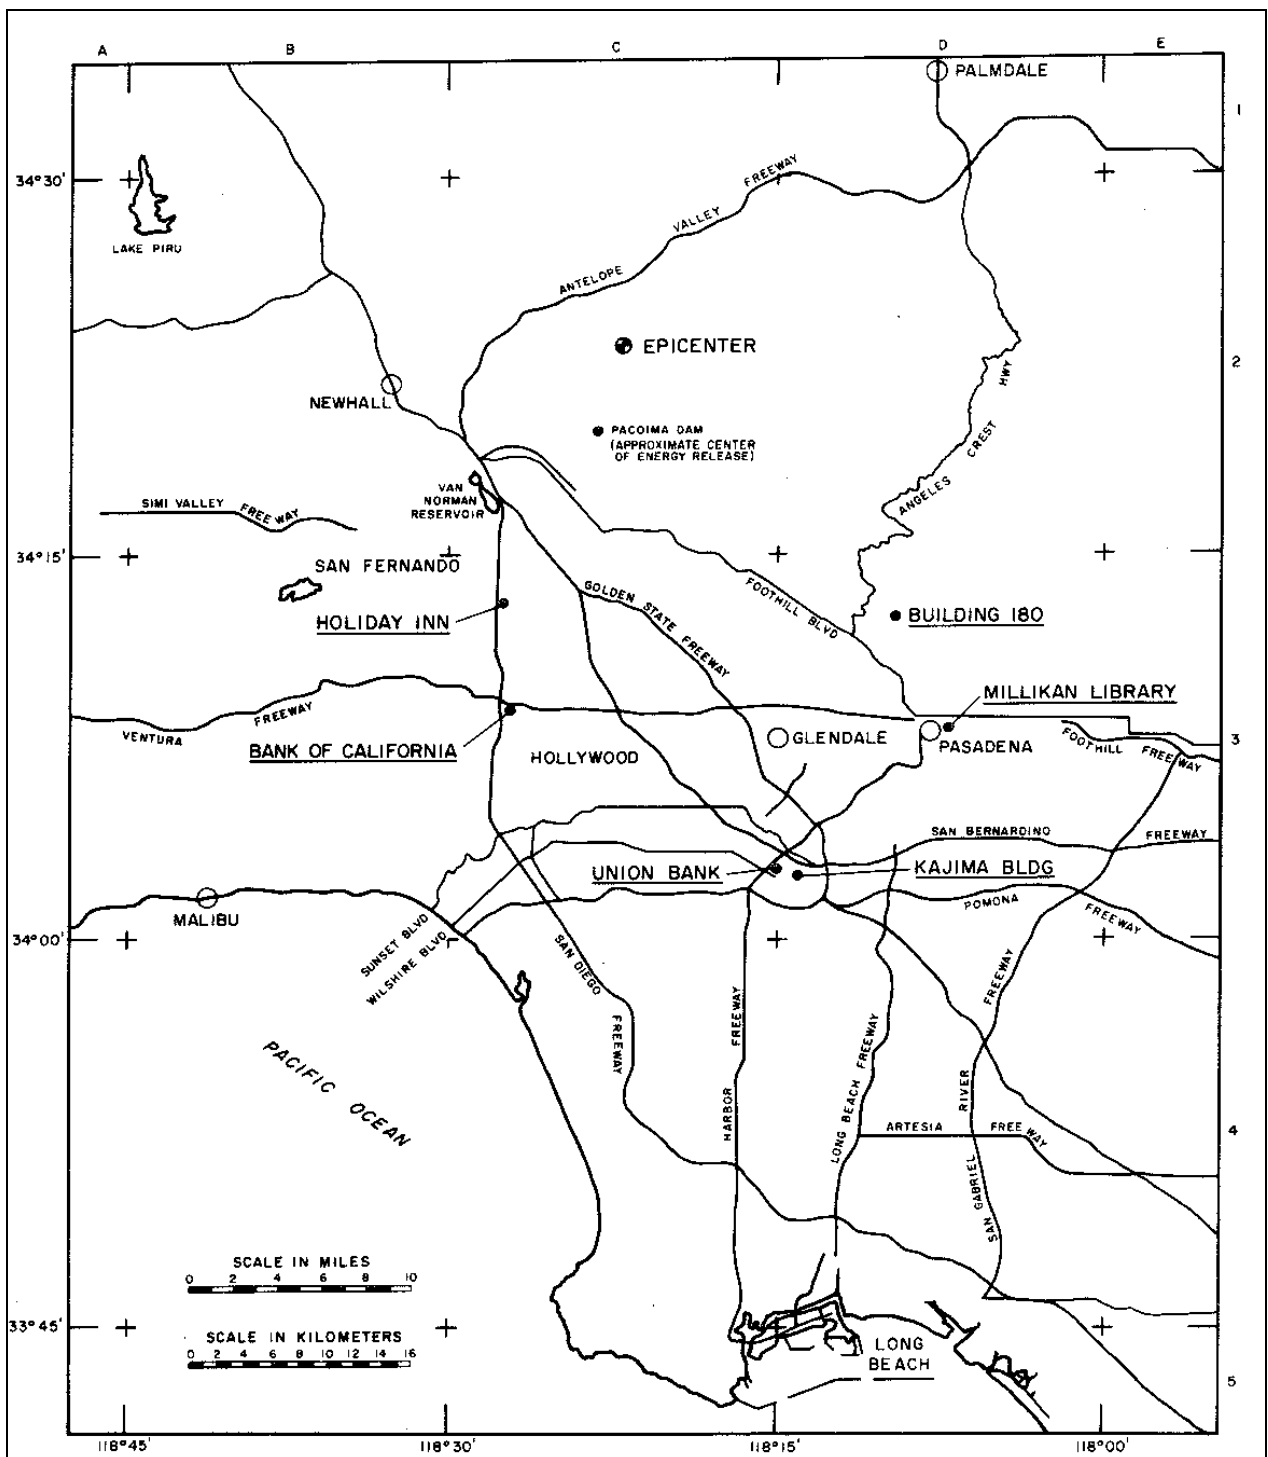 A B C D E
PALMDALE
1
VALLEY FREEWAY
34°30'
LAKE PIRU
ANTELOPE
EPICENTER
2
HWY
NEWHALL
PACOIMA DAM
(APPROXIMATE CENTER
OF ENERGY RELEASE)
CREST
ANGELES
VAN
NORMAN
RESERVOIR
SIMI VALLEY FREEWAY
34°15'
SAN FERNANDO
GOLDEN STATE FREEWAY
FOOTHILL BLVD
HOLIDAY INN
BUILDING 180
MILLIKAN LIBRARY
VENTURA FREEWAY
BANK OF CALIFORNIA
HOLLYWOOD
GLENDALE
PASADENA
FOOTHILL FREEWAY
3
SAN BERNARDINO FREEWAY
UNION BANK
KAJIMA BLDG
POMONA FREEWAY
MALIBU
34°00'
SUNSET BLVD
WILSHIRE BLVD
SAN DIEGO FREEWAY
HARBOR FREEWAY
LONG BEACH FREEWAY
SAN GABRIEL RIVER FREEWAY
PACIFIC OCEAN
ARTESIA FREEWAY
4
SCALE IN MILES
0 2 4 6 8 10
SCALE IN KILOMETERS
0 2 4 6 8 10 12 14 16
33°45'
LONG
BEACH
5
118°45' 118°30' 118°15' 118°00'